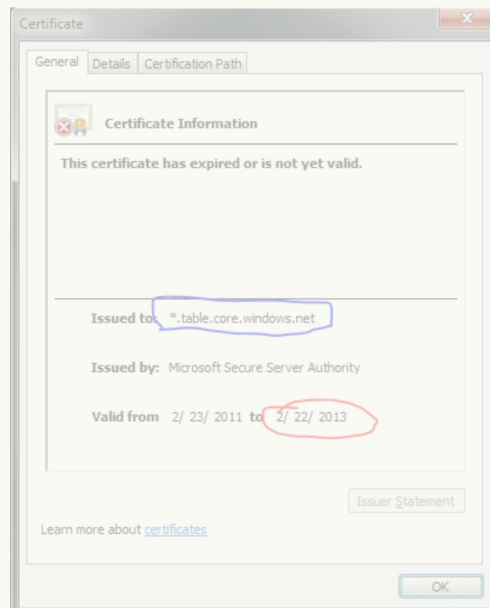 Certificate
General Details Certification Path
Certificate Information
This certificate has expired or is not yet valid.
Issued to: *.table.core.windows.net
Issued by: Microsoft Secure Server Authority
Valid from 2/ 23/ 2011 to 2/ 22/ 2013
Issuer Statement
Learn more about certificates
OK